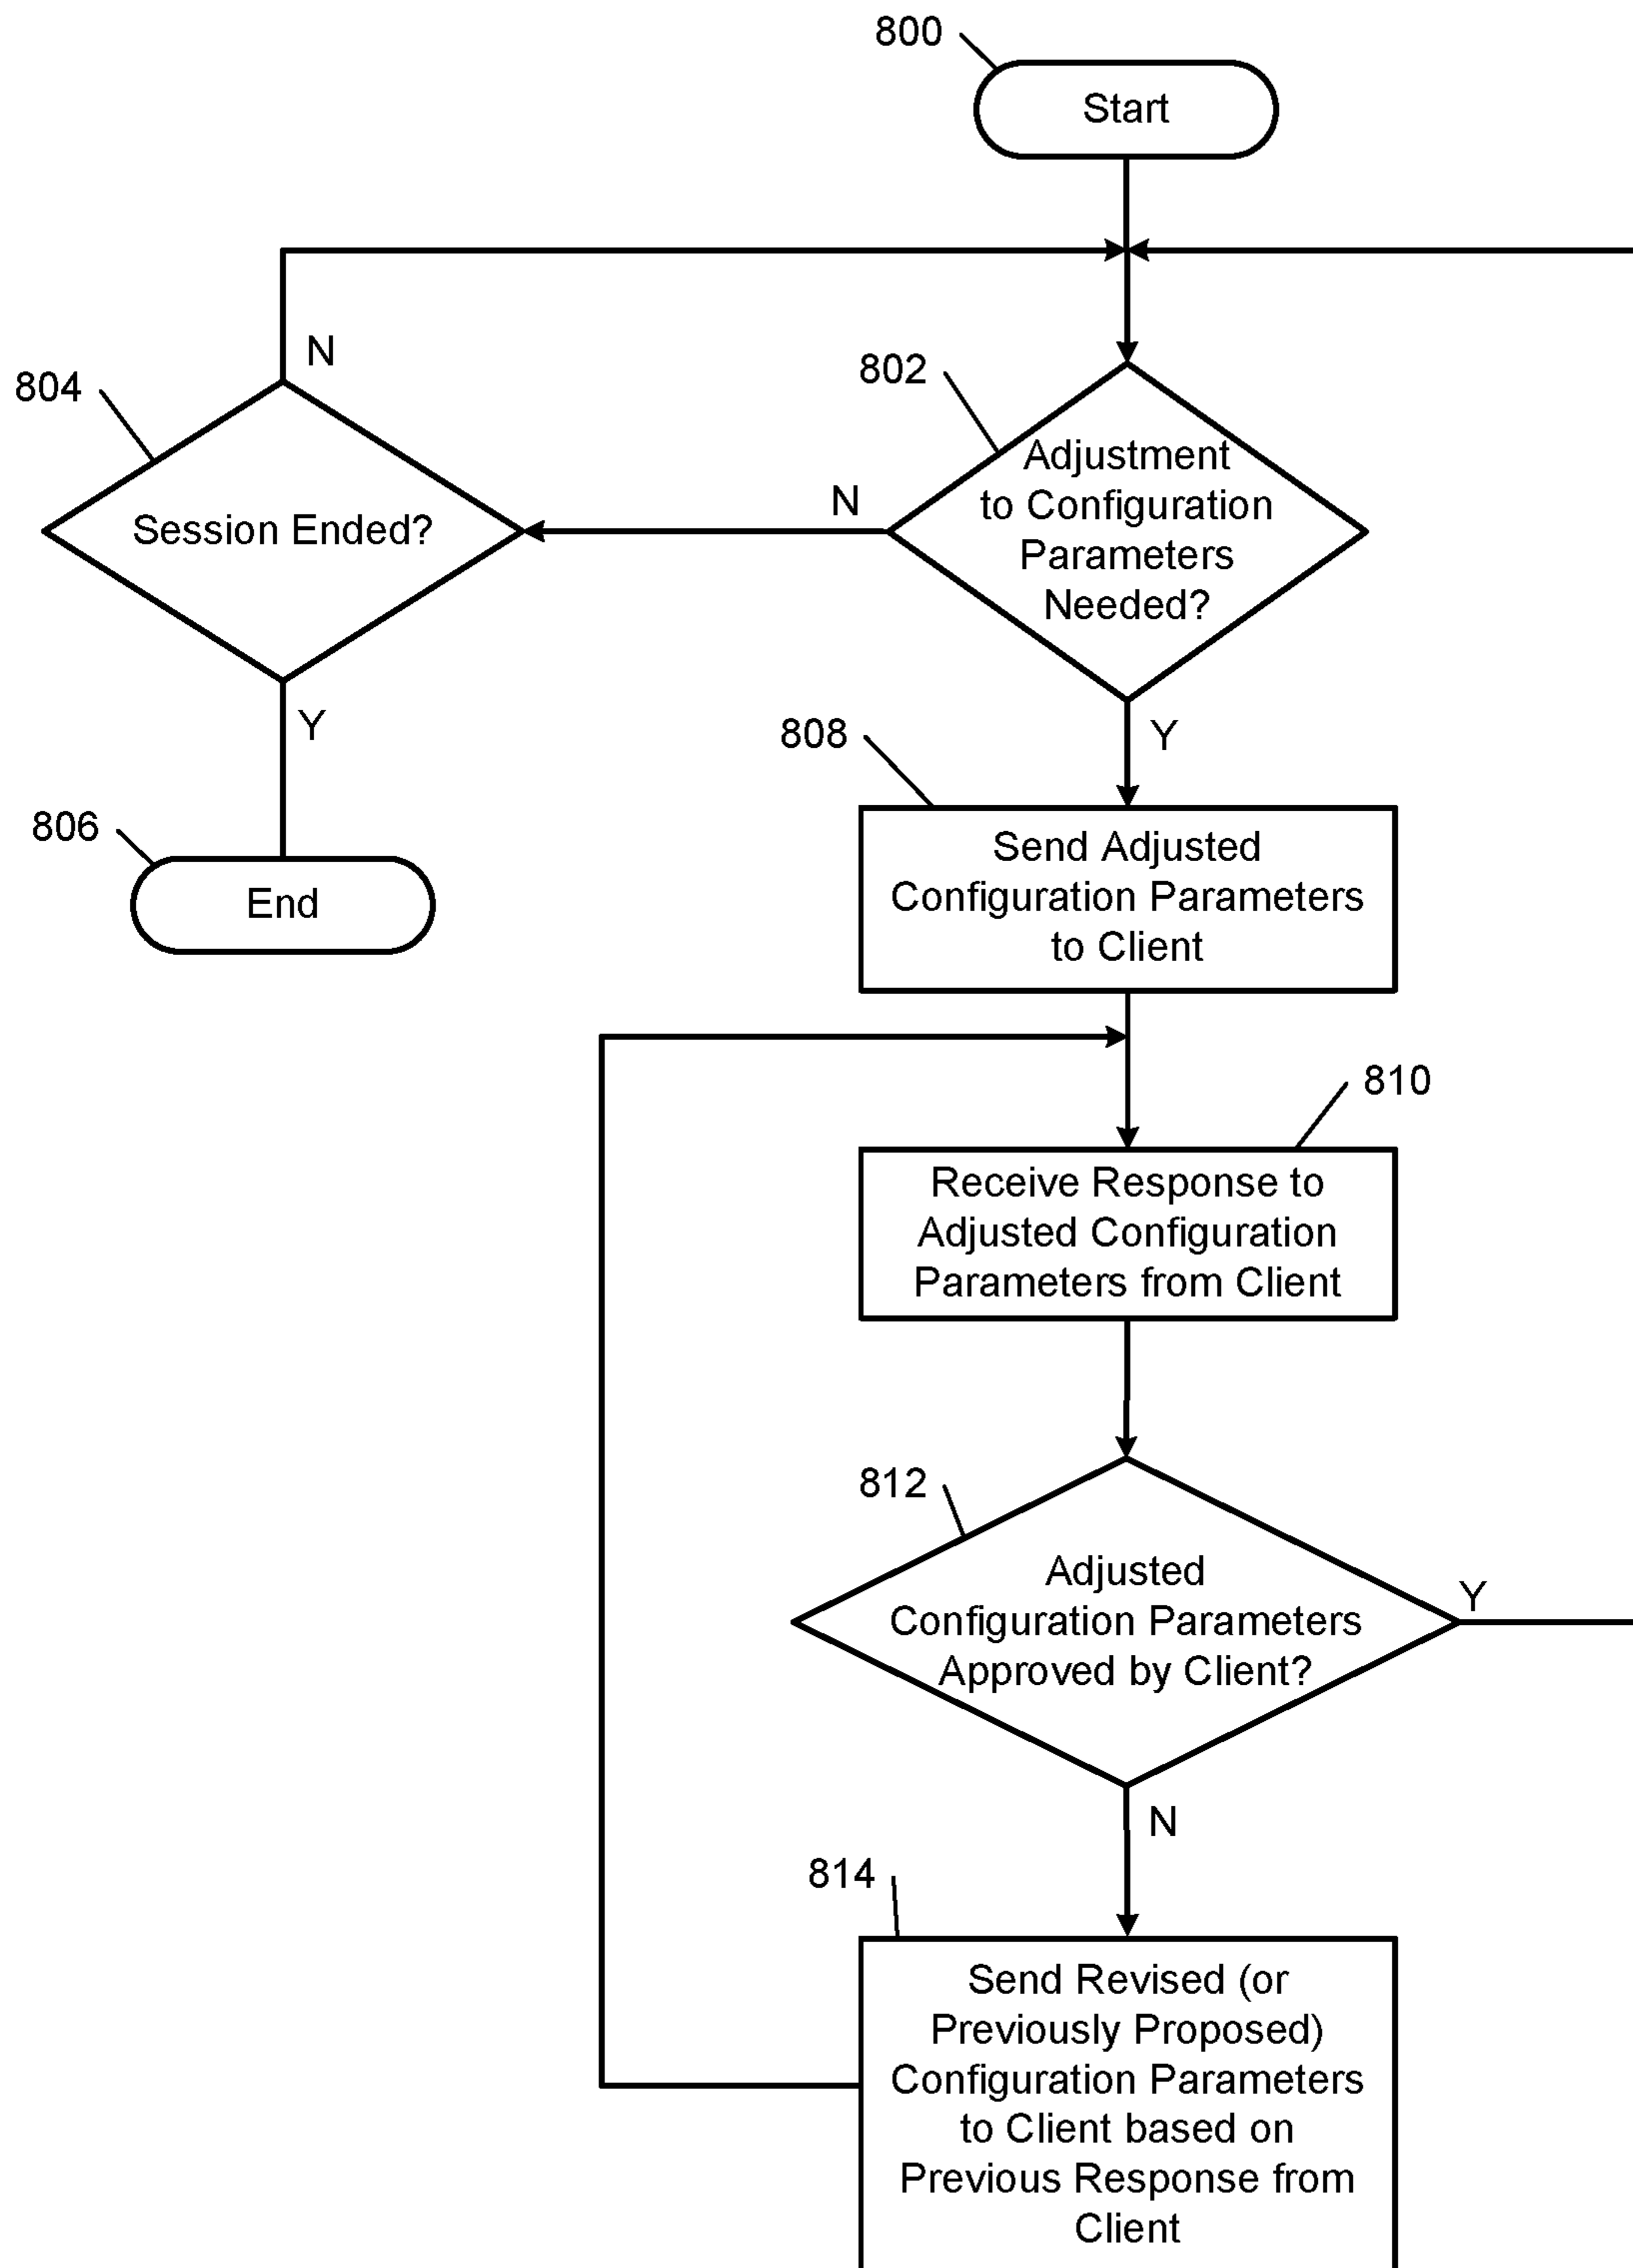 800
Start
N
804
802
Session Ended?
N
Adjustment
to Configuration
Parameters
Needed?
Y
806
End
808
Y
Send Adjusted
Configuration Parameters
to Client
810
Receive Response to
Adjusted Configuration
Parameters from Client
812
Adjusted
Configuration Parameters
Approved by Client?
Y
N
814
Send Revised (or
Previously Proposed)
Configuration Parameters
to Client based on
Previous Response from
Client